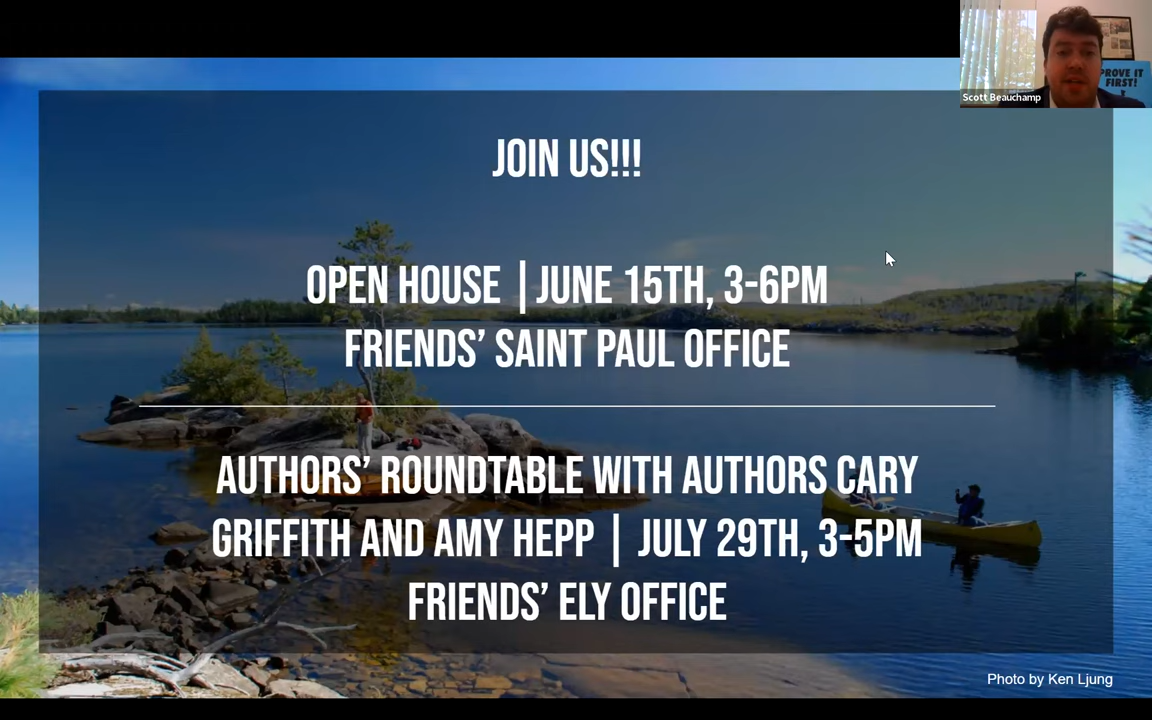 Scott Beauchamp
PROVE IT
FIRST!
JOIN US!!!
OPEN HOUSE | JUNE 15TH, 3-6PM
FRIENDS’ SAINT PAUL OFFICE
AUTHORS’ ROUNDTABLE WITH AUTHORS CARY
GRIFFITH AND AMY HEPP | JULY 29TH, 3-5PM
FRIENDS’ ELY OFFICE
Photo by Ken Ljung